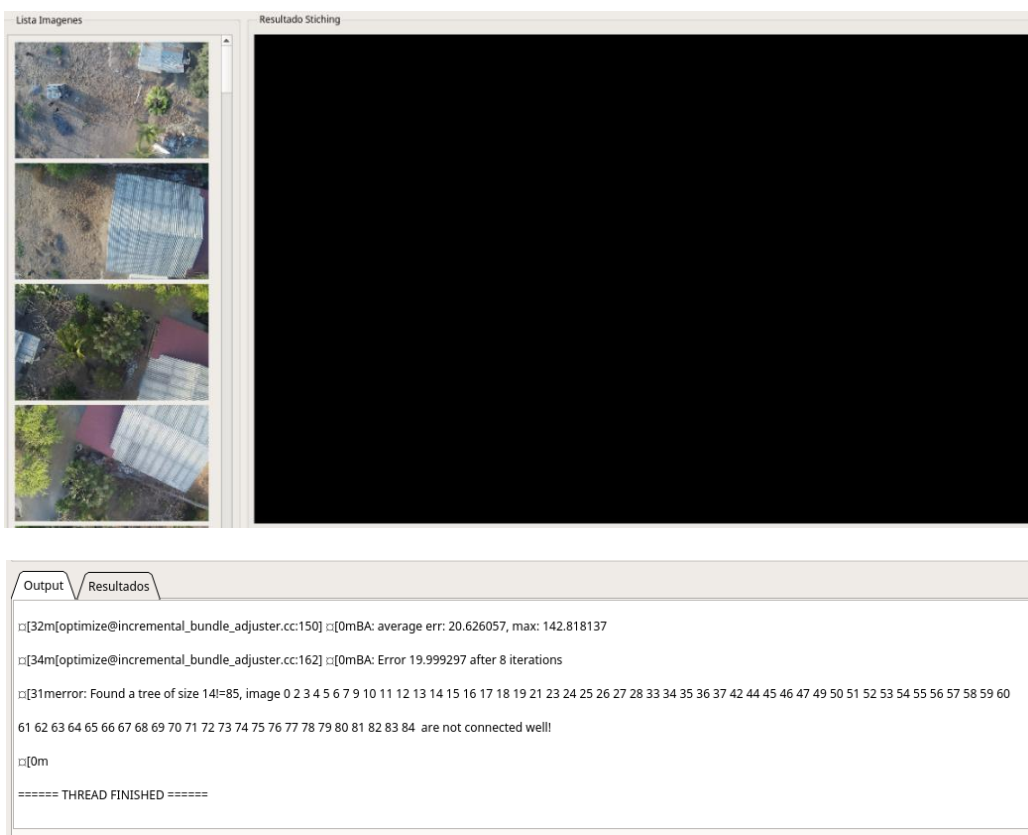 Lista Imagenes
Resultado Stiching
Output
Resultados
¤[32m[optimize@incremental_bundle_adjuster.cc:150] ¤[0mBA: average err: 20.626057, max: 142.818137
¤[34m[optimize@incremental_bundle_adjuster.cc:162] ¤[0mBA: Error 19.999297 after 8 iterations
¤[31merror: Found a tree of size 14!=85, image 0 2 3 4 5 6 7 9 10 11 12 13 14 15 16 17 18 19 21 23 24 25 26 27 28 33 34 35 36 37 42 44 45 46 47 49 50 51 52 53 54 55 56 57 58 59 60
61 62 63 64 65 66 67 68 69 70 71 72 73 74 75 76 77 78 79 80 81 82 83 84 are not connected well!
¤[0m
====== THREAD FINISHED ======